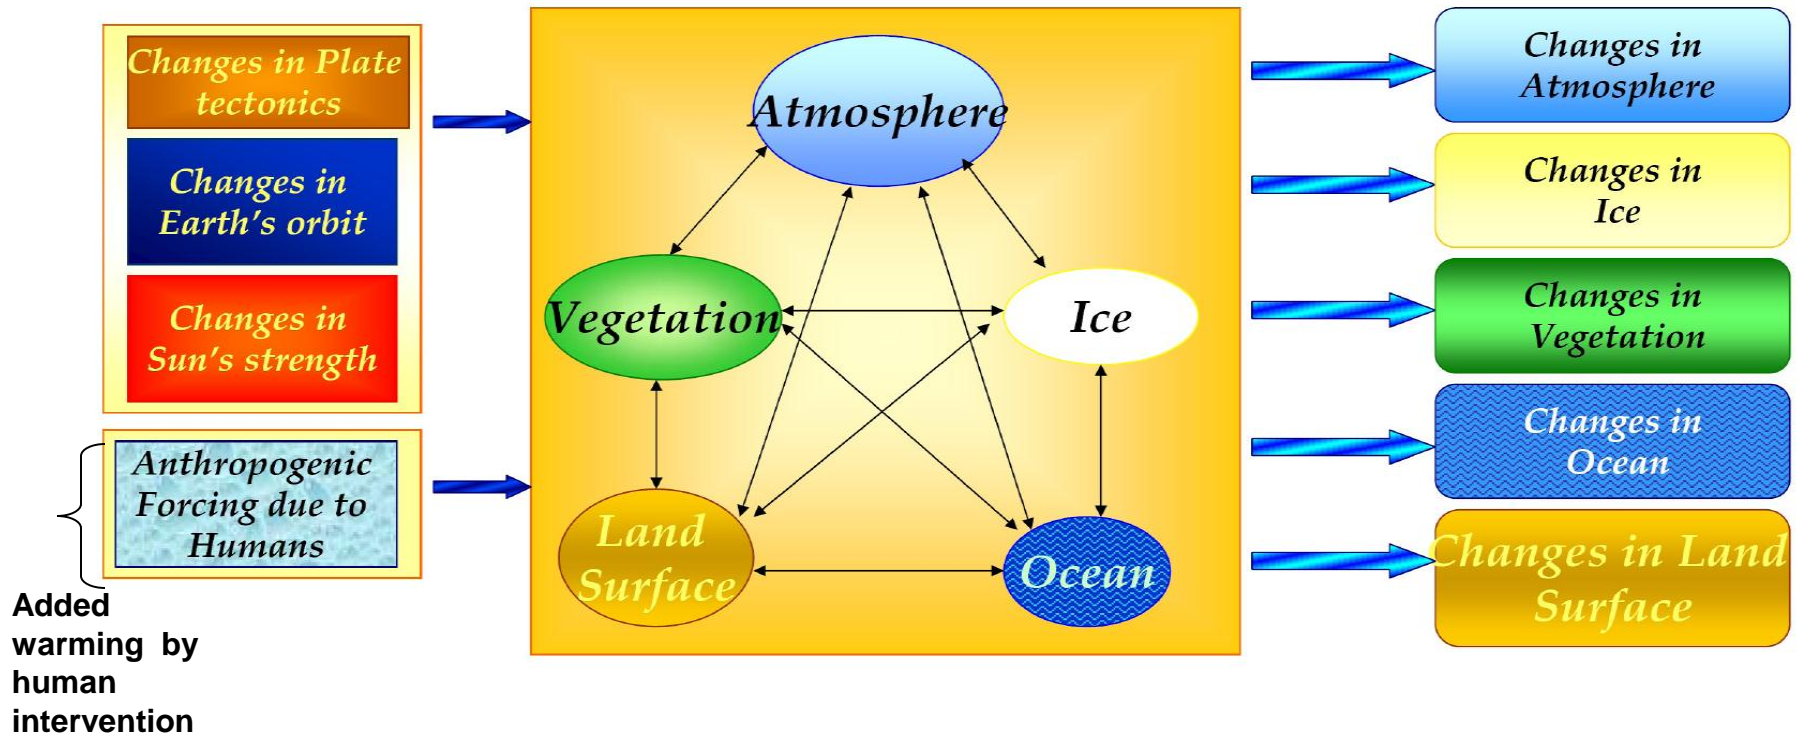 Changes in Plate
tectonics
Changes in
Earth's orbit
Changes in
Sun's strength
Anthropogenic
Forcing due to
Humans
Added
warming by
human
intervention
Atmosphere
Vegetation
Ice
Land
Surface
Ocean
Changes in
Atmosphere
Changes in
Ice
Changes in
Vegetation
Changes in
Ocean
Changes in Land
Surface